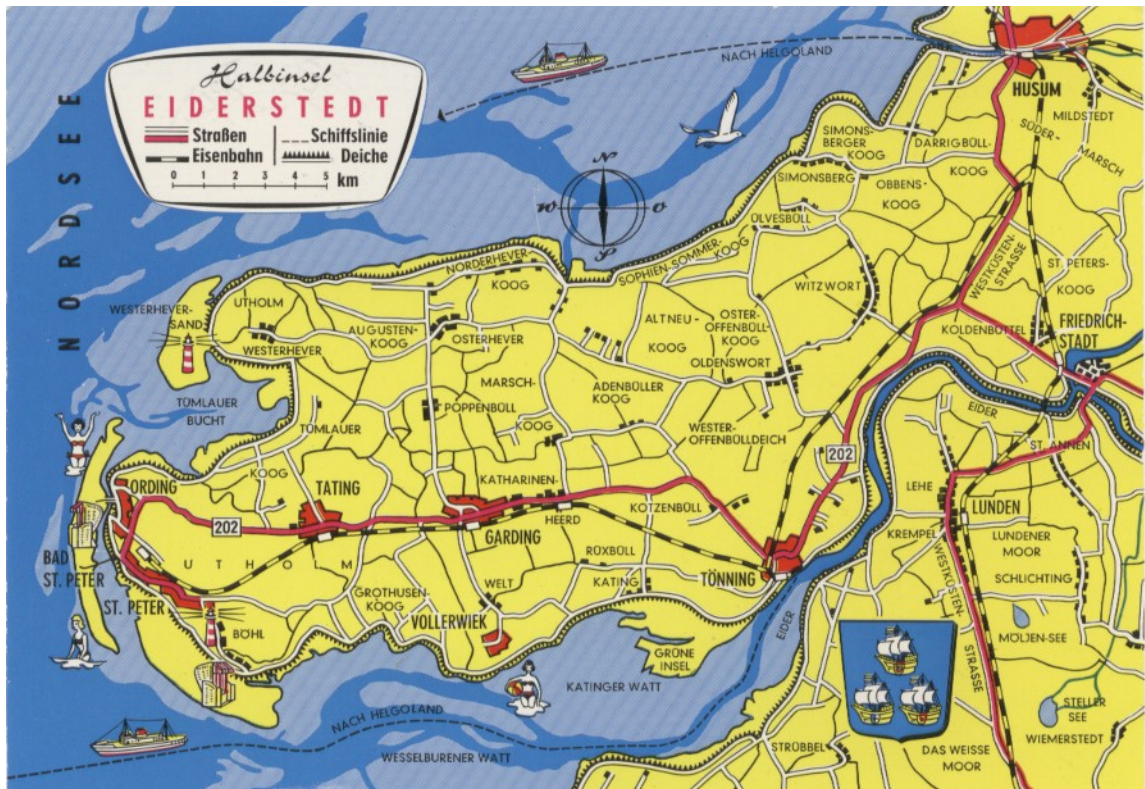 Halbinsel
EIDERSTEDT
Straßen
Schiffslinie
Eisenbahn
Deiche
0 1 2 3 4 5 km
NORDSEE
NACH HELGOLAND
N
W
O
S
HUSUM
MILDSTEDT
SÜDER-
MARSCH
SIMONS-
BERGER
KOOG
DARRIGBÜLL-
KOOG
SIMONSBERG
OBBENS-
KOOG
ÜLVESBÜLL
NORDERHEVER-
KOOG
SOPHIEN-SOMMER-
KOOG
WESTKÜSTEN-
STRASSE
ST. PETERS-
KOOG
WITZWORT
WESTERHEVER-
SAND
UTHOLM
WESTERHEVER
AUGUSTEN-
KOOG
OSTERHEVER
ALTNEU-
KOOG
OSTER-
OFFENBÜLL-
KOOG
OLDENSWORT
KOLDENBÜTTEL
FRIEDRICH-
STADT
TÜMLAUER
BUCHT
MARSCH-
KOOG
POPPENBÜLL
ADENBÜLLER
KOOG
WESTER-
OFFENBÜLLDEICH
EIDER
ST. ANNEN
TÜMLAUER
KOOG
ORDING
TATING
202
KATHARINEN-
HEERD
GARDING
KOTZENBÜLL
202
LEHE
LUNDEN
KREMPEL
LUNDENER
MOOR
SCHLICHTING
BAD
ST. PETER
UTHOLM
ST. PETER
BÖHL
GROTHUSEN-
KOOG
WELT
VOLLERWIEK
RÜXBÜLL
KATING
TÖNNING
EIDER
GRÜNE
INSEL
KATINGER WATT
WESTKÜSTEN-
STRASSE
MÖTJEN-SEE
STELLER
SEE
WIEMERSTEDT
NACH HELGOLAND
WESSELBURENER WATT
STRÜBBEL
DAS WEISSE
MOOR